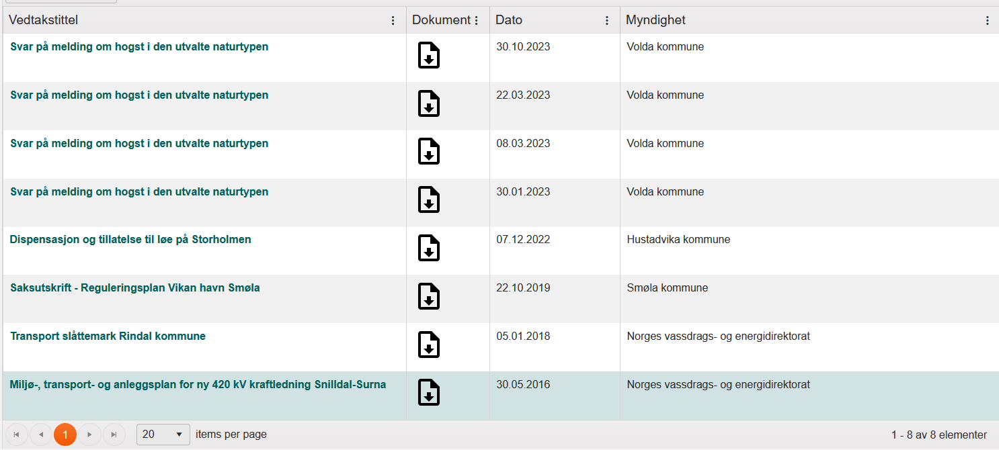 Vedtakstittel Dokument Dato Myndighet
Svar på melding om hogst i den utvalte naturtypen 30.10.2023 Volda kommune
Svar på melding om hogst i den utvalte naturtypen 22.03.2023 Volda kommune
Svar på melding om hogst i den utvalte naturtypen 08.03.2023 Volda kommune
Svar på melding om hogst i den utvalte naturtypen 30.01.2023 Volda kommune
Dispensasjon og tillatelse til løe på Storholmen 07.12.2022 Hustadvika kommune
Saksutskrift - Reguleringsplan Vikan havn Smøla 22.10.2019 Smøla kommune
Transport slåttemark Rindal kommune 05.01.2018 Norges vassdrags- og energidirektorat
Miljø-, transport- og anleggsplan for ny 420 kV kraftledning Snilldal-Surna 30.05.2016 Norges vassdrags- og energidirektorat
1 20 items per page 1 - 8 av 8 elementer